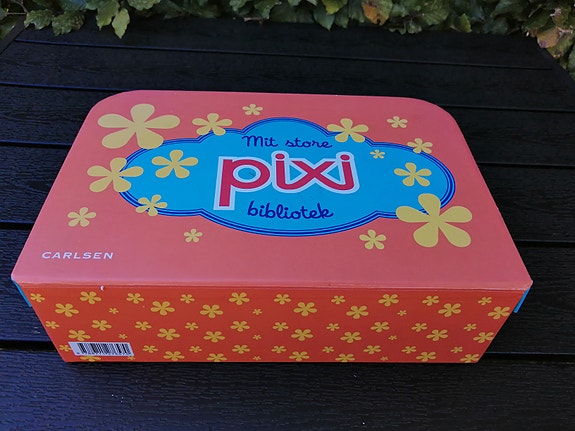 Mit store
pixi
bibliotek
CARLSEN